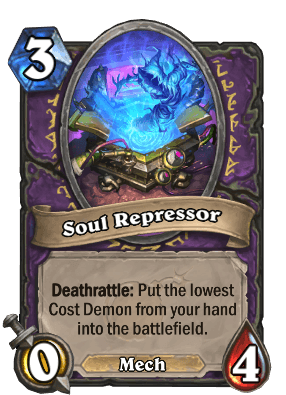 3
Soul Repressor
Deathrattle: Put the lowest
Cost Demon from your hand
into the battlefield.
0
Mech
4